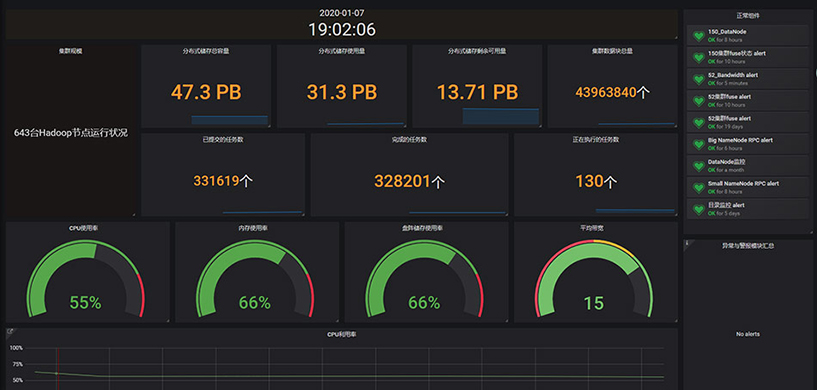 2020-01-07
19:02:06
集群规模
643台Hadoop节点运行状况
分布式储存总容量
47.3 PB
分布式储存使用量
31.3 PB
分布式储存剩余可用量
13.71 PB
集群数据块总量
43963840个
已提交的任务数
331619个
完成的任务数
328201个
正在执行的任务数
130个
CPU使用率
55%
内存使用率
66%
盘阵储存使用率
66%
平均带宽
15
CPU利用率
100%
75%
50%
正常组件
150_DataNode
OK for 8 hours
150集群fuse状态 alert
OK for 10 hours
52_Bandwidth alert
OK for 5 minutes
52集群fuse alert
OK for 10 hours
52集群fuse alert
OK for 19 days
Big NameNode RPC alert
OK for 6 hours
DataNode监控
OK for a month
Small NameNode RPC alert
OK for 8 hours
目录监控 alert
OK for 5 days
异常与警报模块汇总
No alerts